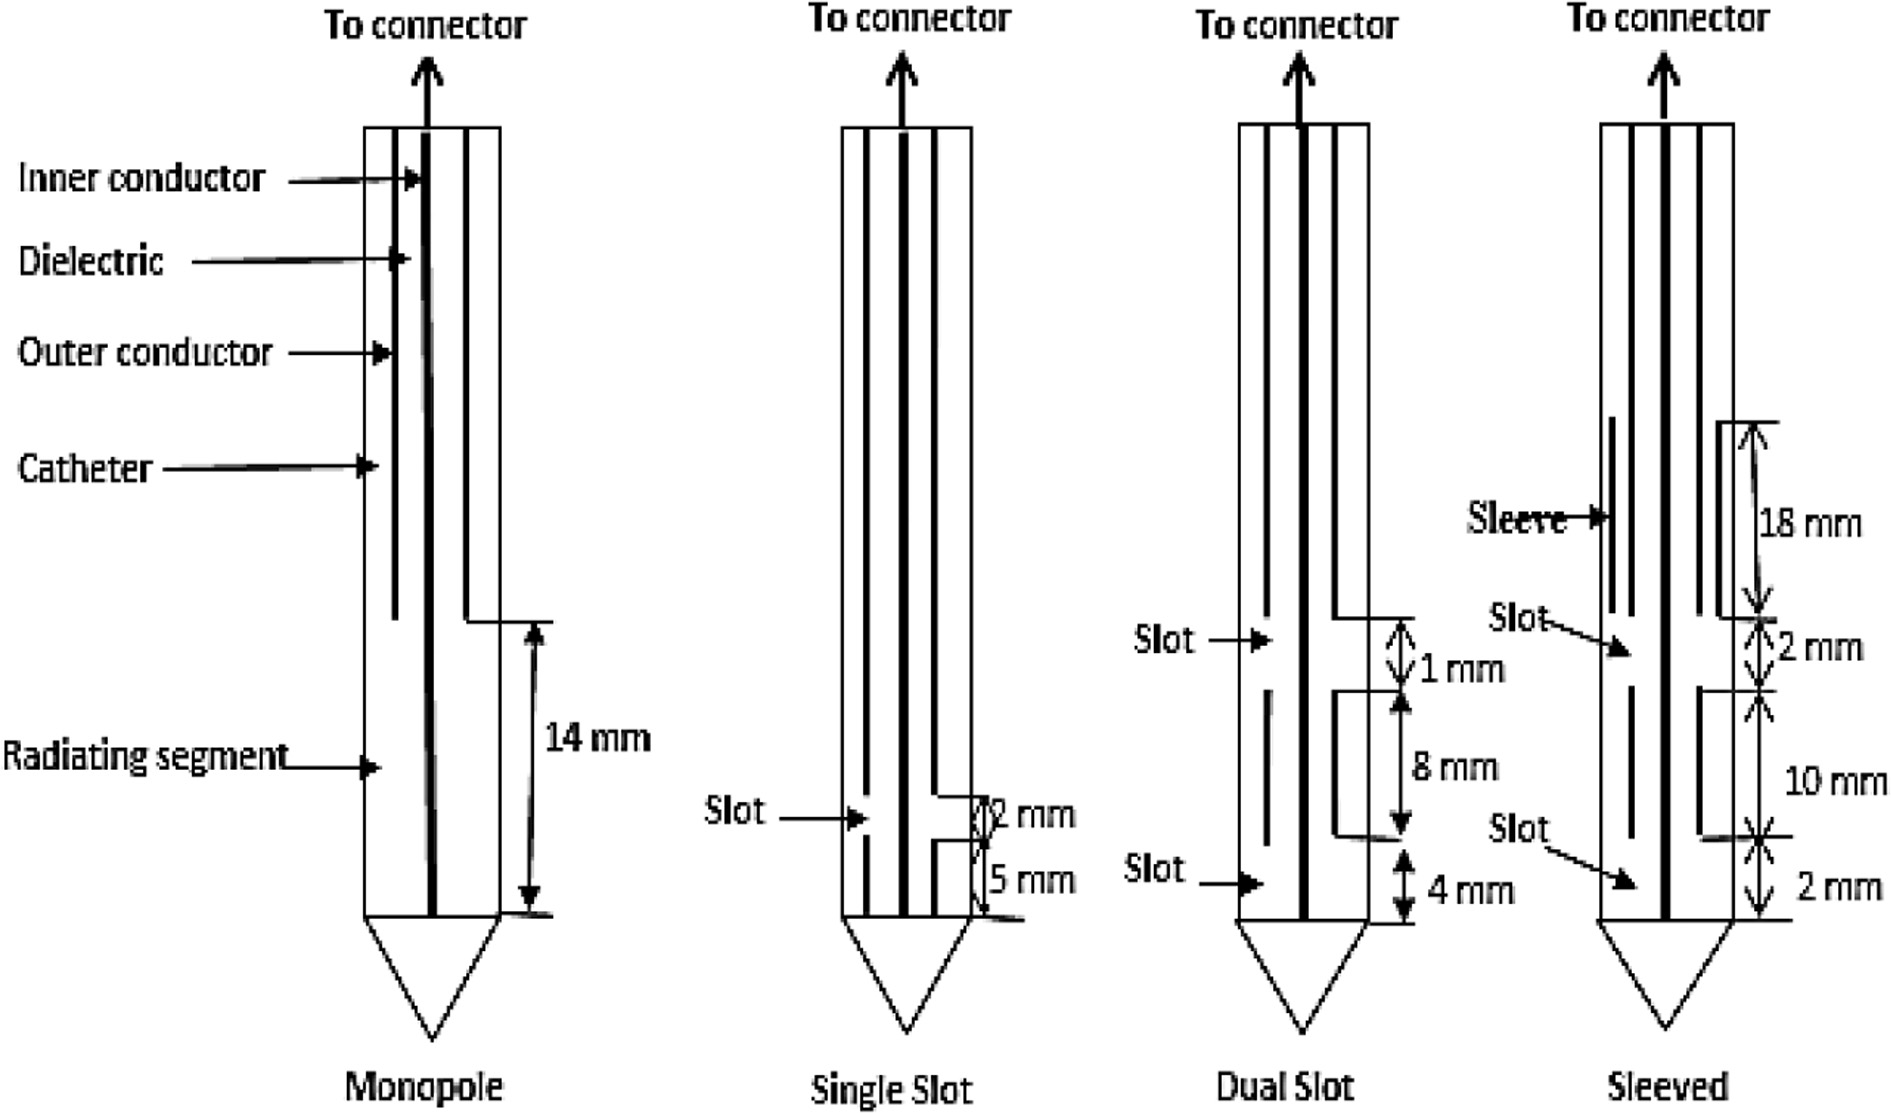 To connector
To connector
To connector
To connector
Inner conductor
Dielectric
Outer conductor
Catheter
Radiating segment
14 mm
Slot
2 mm
5 mm
Slot
Slot
1 mm
8 mm
4 mm
Sleeve
Slot
Slot
18 mm
2 mm
10 mm
2 mm
Monopole
Single Slot
Dual Slot
Sleeved